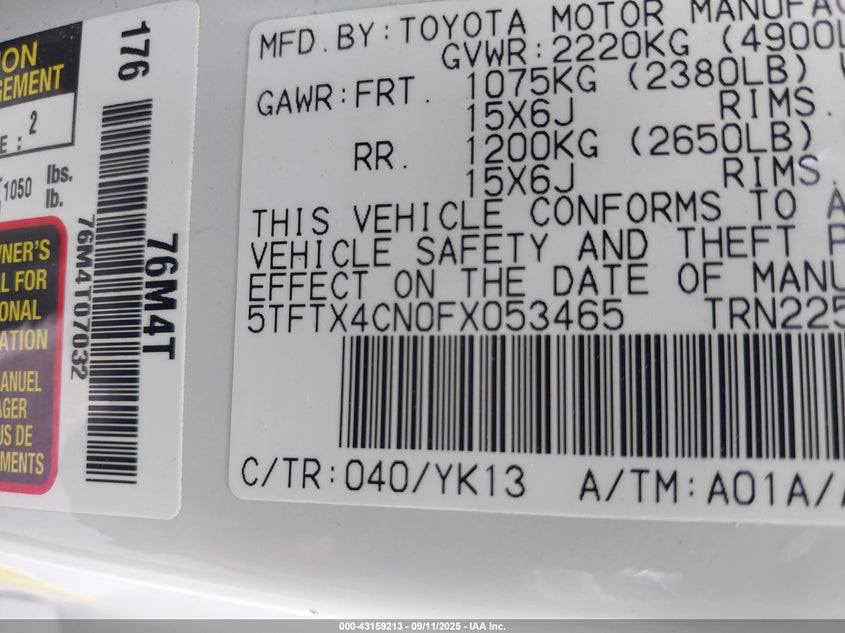 ION
GEMENT
E : 2
1050 lbs.
lb.
WNER'S
L FOR
ONAL
ATION
ANUEL
AGER
US DE
EMENTS
176
76M4T07032
76M4T
MFD.BY:TOYOTA MOTOR MANUFAC
GVWR:2220KG (4900L
GAWR:FRT. 1075KG (2380LB)
15X6J RIMS.
RR. 1200KG (2650LB)
15X6J RIMS.
THIS VEHICLE CONFORMS TO A
VEHICLE SAFETY AND THEFT P
EFFECT ON THE DATE OF MANU
5TFTX4CN0FX053465 TRN225
C/TR:040/YK13 A/TM:A01A/
000-43159213 - 09/11/2025 - IAA Inc.